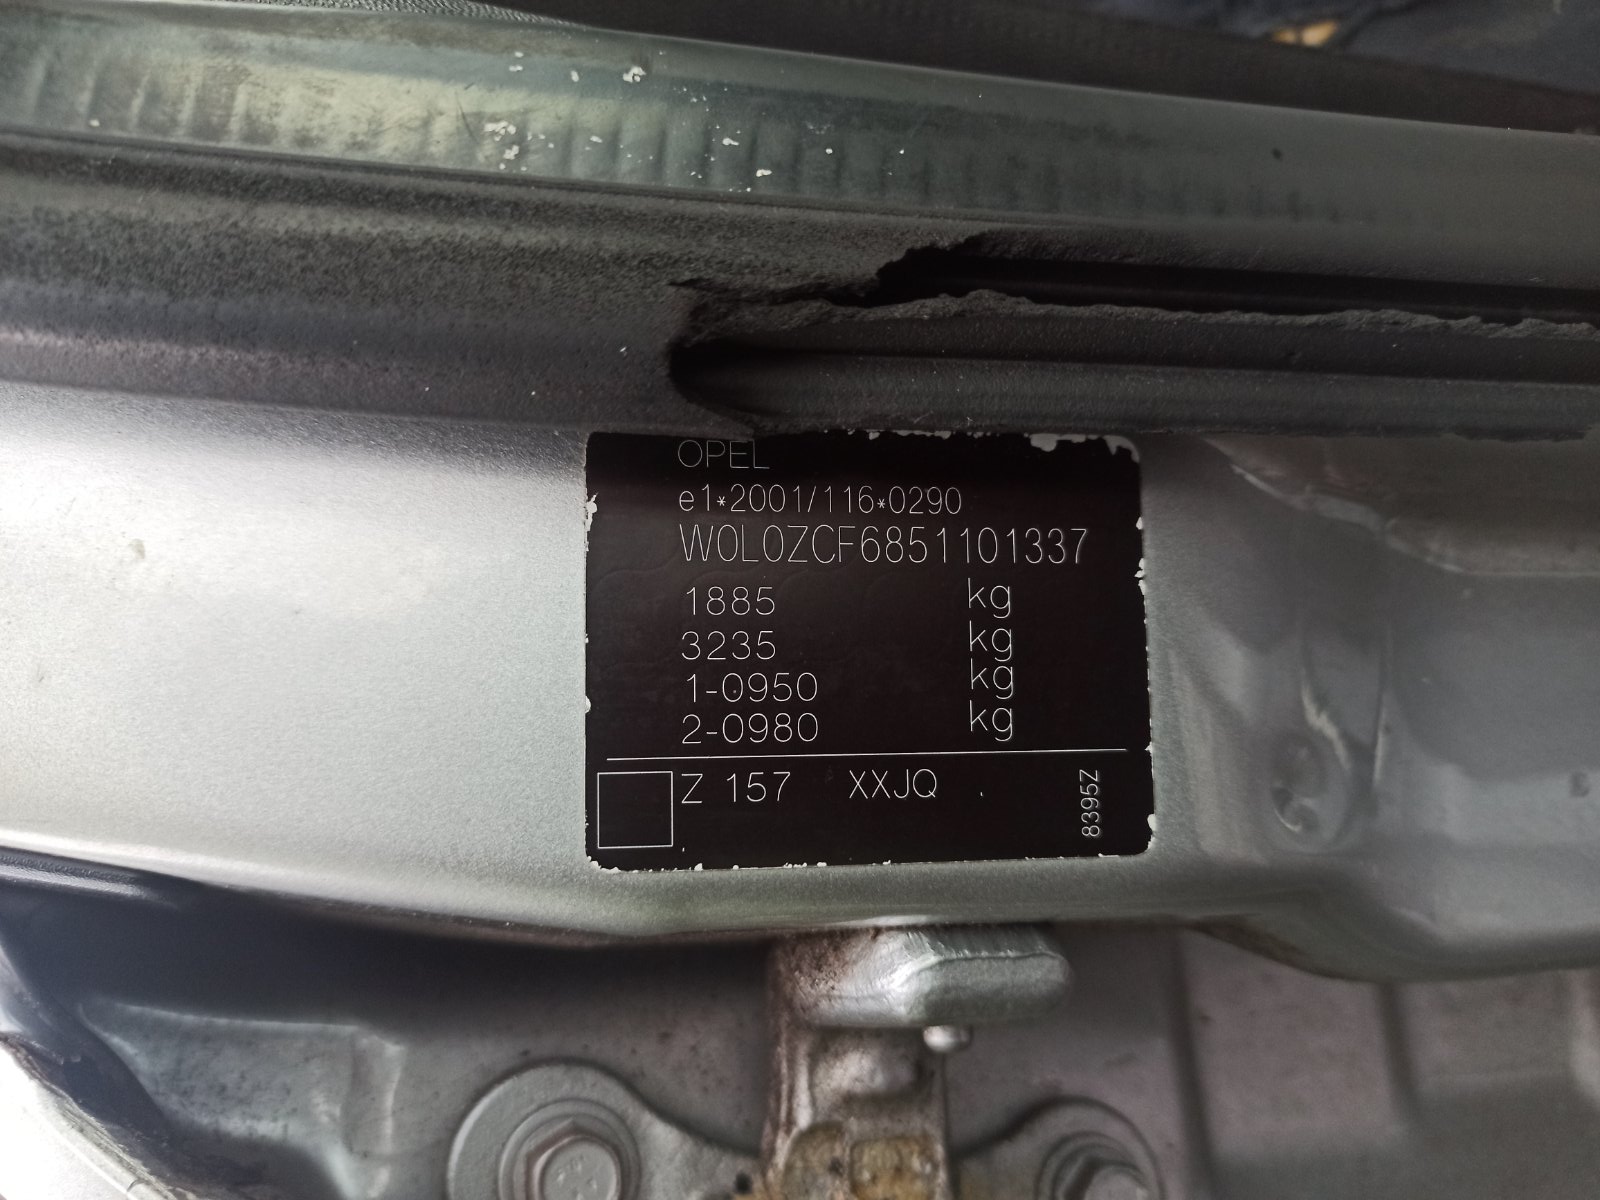 OPEL
e1*2001/116*0290
W0L0ZCF6851101337
1885 kg
3235 kg
1-0950 kg
2-0980 kg
Z 157 XXJQ
8395Z